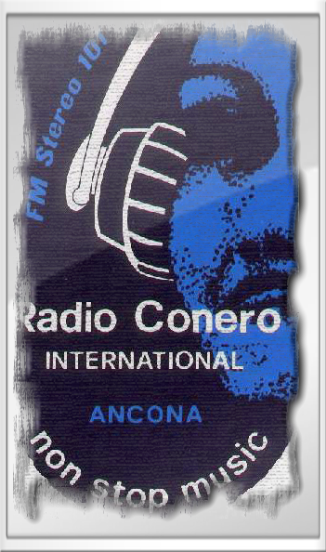 FM Stereo 101
Radio Conero
INTERNATIONAL
ANCONA
non stop music